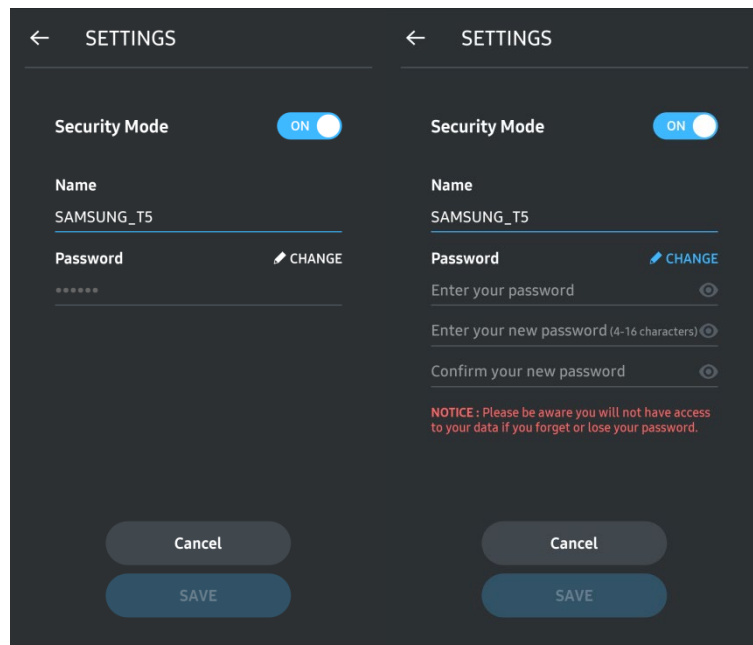 SETTINGS
Security Mode
ON
Name
SAMSUNG_T5
Password
CHANGE
••••••
Cancel
SAVE
SETTINGS
Security Mode
ON
Name
SAMSUNG_T5
Password
CHANGE
Enter your password
Enter your new password (4-16 characters)
Confirm your new password
NOTICE : Please be aware you will not have access
to your data if you forget or lose your password.
Cancel
SAVE